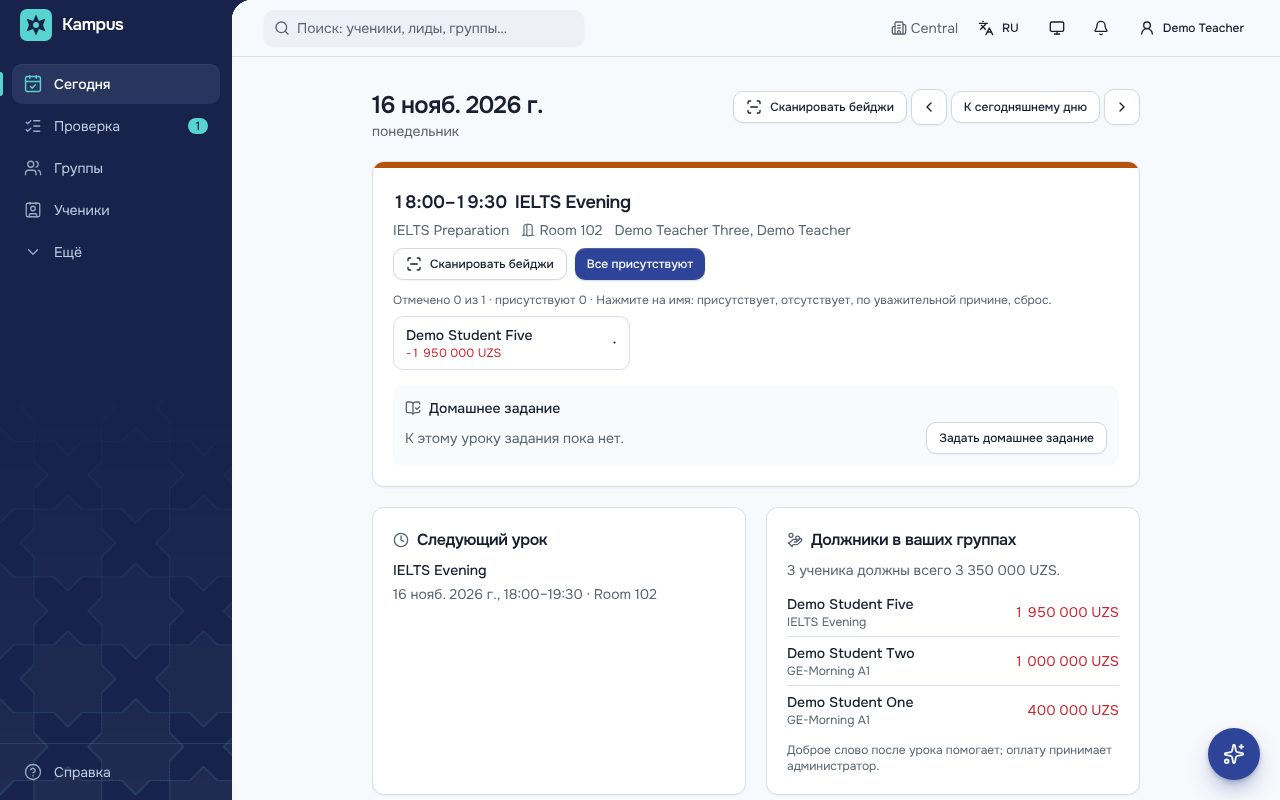 Kampus
Поиск: ученики, лиды, группы...
Central
RU
Demo Teacher
Сегодня
Проверка 1
Группы
Ученики
Ещё
Справка
16 нояб. 2026 г.
понедельник
Сканировать бейджи
К сегодняшнему дню
18:00–19:30 IELTS Evening
IELTS Preparation Room 102 Demo Teacher Three, Demo Teacher
Сканировать бейджи
Все присутствуют
Отмечено 0 из 1 · присутствуют 0 · Нажмите на имя: присутствует, отсутствует, по уважительной причине, сброс.
Demo Student Five ·
-1 950 000 UZS
Домашнее задание
К этому уроку задания пока нет.
Задать домашнее задание
Следующий урок
IELTS Evening
16 нояб. 2026 г., 18:00–19:30 · Room 102
Должники в ваших группах
3 ученика должны всего 3 350 000 UZS.
Demo Student Five 1 950 000 UZS
IELTS Evening
Demo Student Two 1 000 000 UZS
GE-Morning A1
Demo Student One 400 000 UZS
GE-Morning A1
Доброе слово после урока помогает; оплату принимает
администратор.